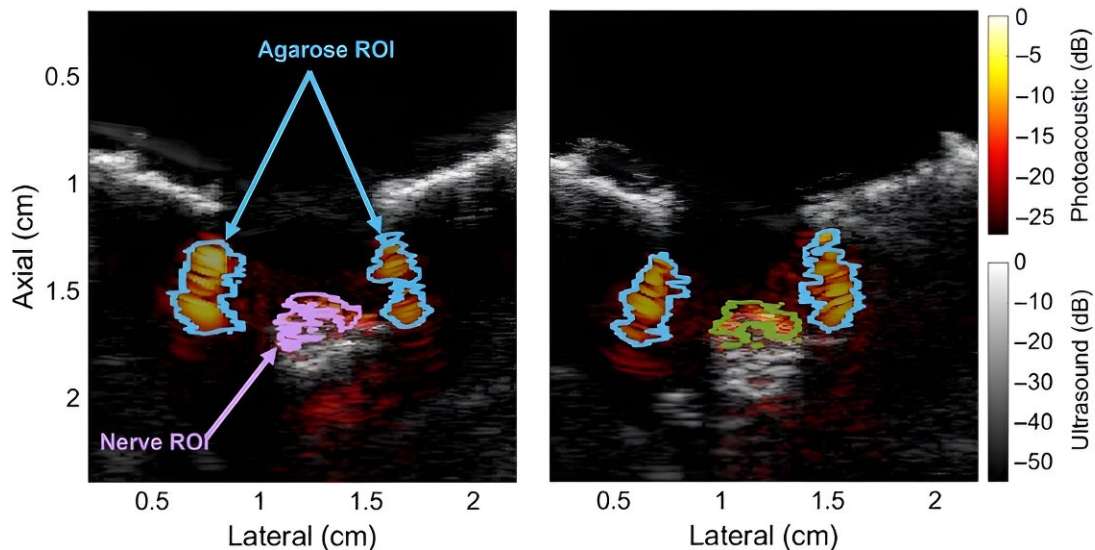 Agarose ROI
Nerve ROI
Axial (cm)
0.5
1
1.5
2
0.5 1 1.5 2
Lateral (cm)
0.5 1 1.5 2
Lateral (cm)
0
−5
−10
−15
−20
−25
Photoacoustic (dB)
0
−10
−20
−30
−40
−50
Ultrasound (dB)